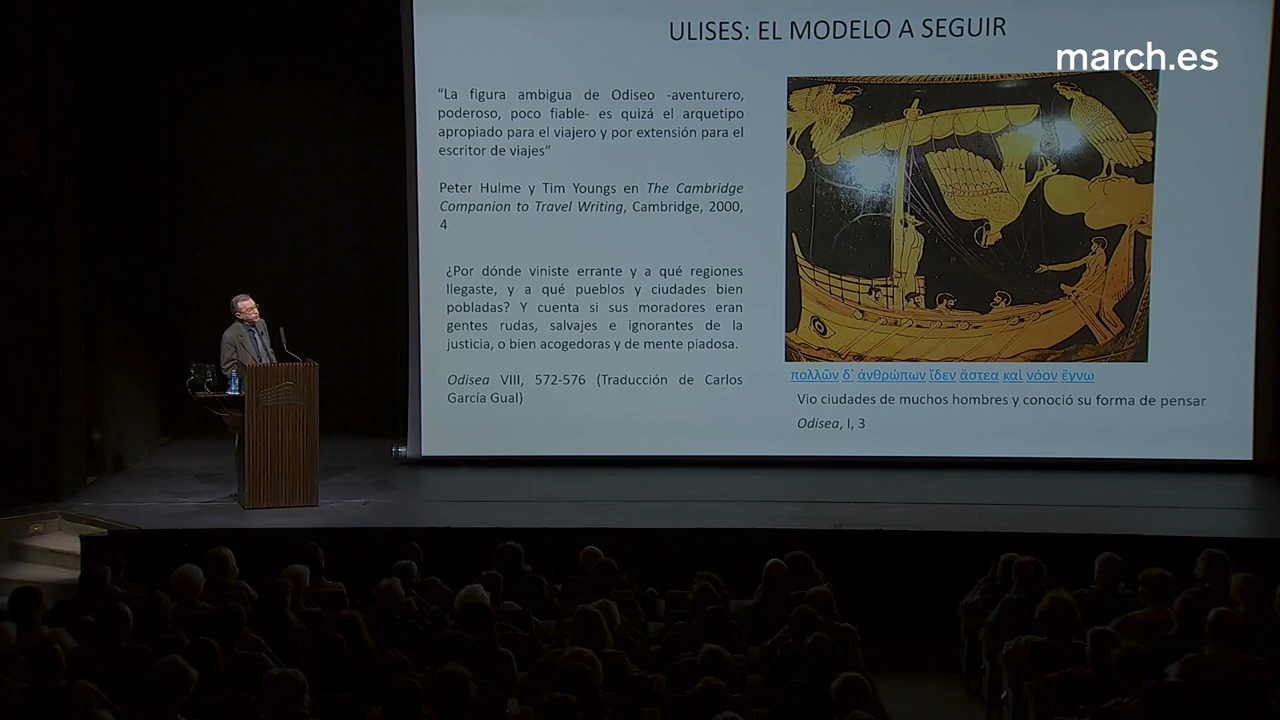 ULISES: EL MODELO A SEGUIR
march.es
“La figura ambigua de Odiseo -aventurero,
poderoso, poco fiable- es quizá el arquetipo
apropiado para el viajero y por extensión para el
escritor de viajes”
Peter Hulme y Tim Youngs en The Cambridge
Companion to Travel Writing, Cambridge, 2000,
4
¿Por dónde viniste errante y a qué regiones
llegaste, y a qué pueblos y ciudades bien
pobladas? Y cuenta si sus moradores eran
gentes rudas, salvajes e ignorantes de la
justicia, o bien acogedoras y de mente piadosa.
Odisea VIII, 572-576 (Traducción de Carlos
García Gual)
πολλῶν δ᾽ ἀνθρώπων ἴδεν ἄστεα καὶ νόον ἔγνω
Vio ciudades de muchos hombres y conoció su forma de pensar
Odisea, I, 3